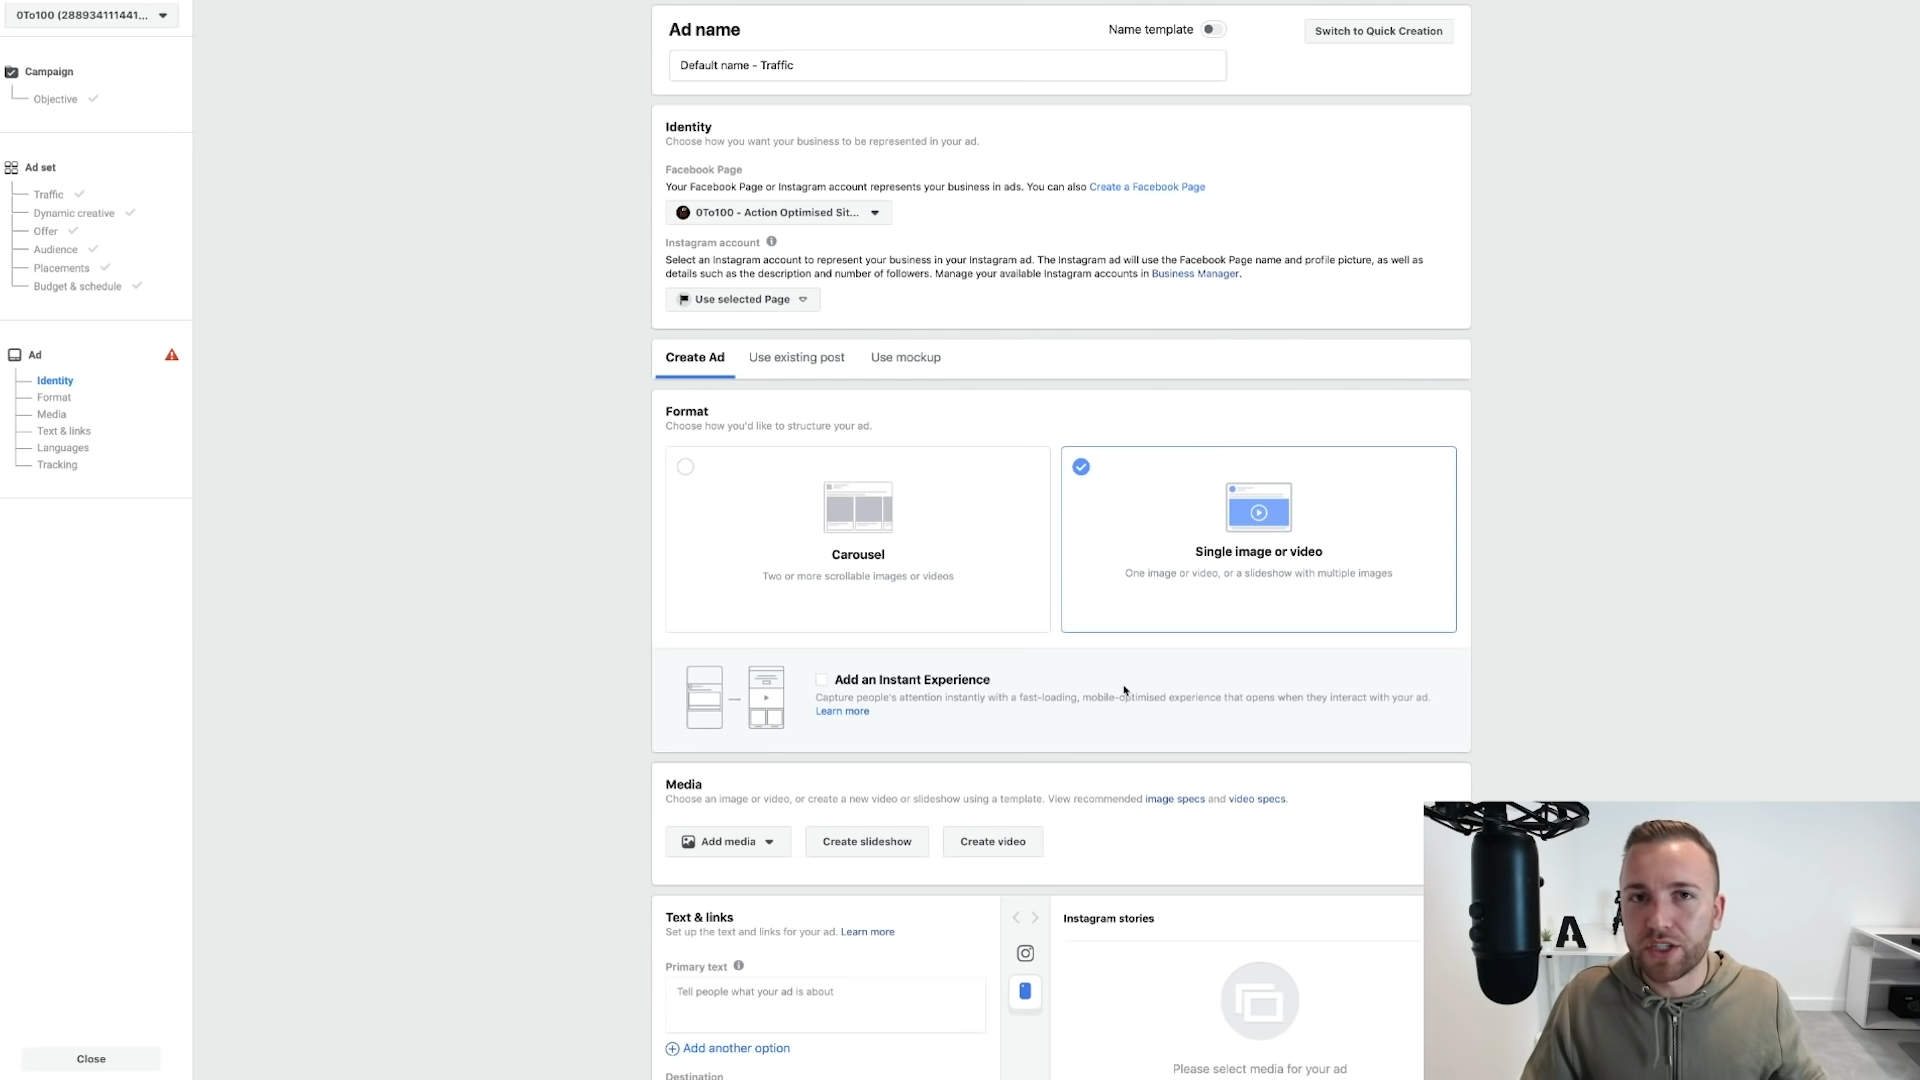 0To100 (288934111441...
Campaign
Objective
Ad set
Traffic
Dynamic creative
Offer
Audience
Placements
Budget & schedule
Ad
Identity
Format
Media
Text & links
Languages
Tracking
Close
Ad name
Name template
Switch to Quick Creation
Default name - Traffic
Identity
Choose how you want your business to be represented in your ad.
Facebook Page
Your Facebook Page or Instagram account represents your business in ads. You can also Create a Facebook Page
0To100 - Action Optimised Sit...
Instagram account
Select an Instagram account to represent your business in your Instagram ad. The Instagram ad will use the Facebook Page name and profile picture, as well as
details such as the description and number of followers. Manage your available Instagram accounts in Business Manager.
Use selected Page
Create Ad
Use existing post
Use mockup
Format
Choose how you'd like to structure your ad.
Carousel
Two or more scrollable images or videos
Single image or video
One image or video, or a slideshow with multiple images
Add an Instant Experience
Capture people's attention instantly with a fast-loading, mobile-optimised experience that opens when they interact with your ad.
Learn more
Media
Choose an image or video, or create a new video or slideshow using a template. View recommended image specs and video specs.
Add media
Create slideshow
Create video
Text & links
Set up the text and links for your ad. Learn more
Primary text
Tell people what your ad is about
Add another option
Destination
Instagram stories
Please select media for your ad
A